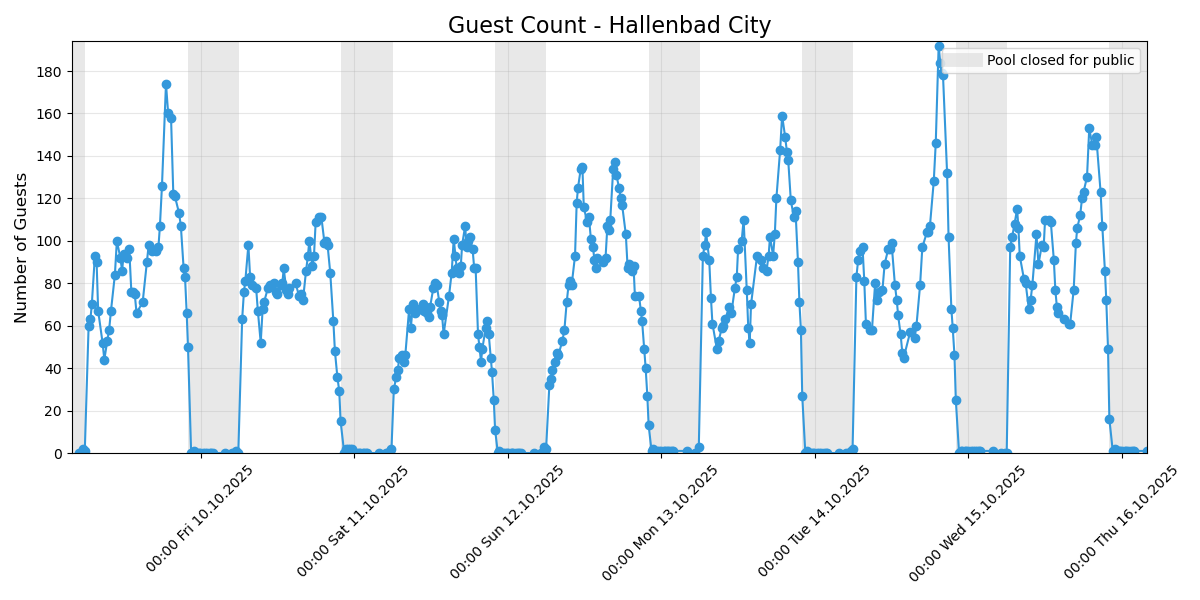 Guest Count - Hallenbad City
Pool closed for public
Number of Guests
180
160
140
120
100
80
60
40
20
0
00:00 Fri 10.10.2025
00:00 Sat 11.10.2025
00:00 Sun 12.10.2025
00:00 Mon 13.10.2025
00:00 Tue 14.10.2025
00:00 Wed 15.10.2025
00:00 Thu 16.10.2025